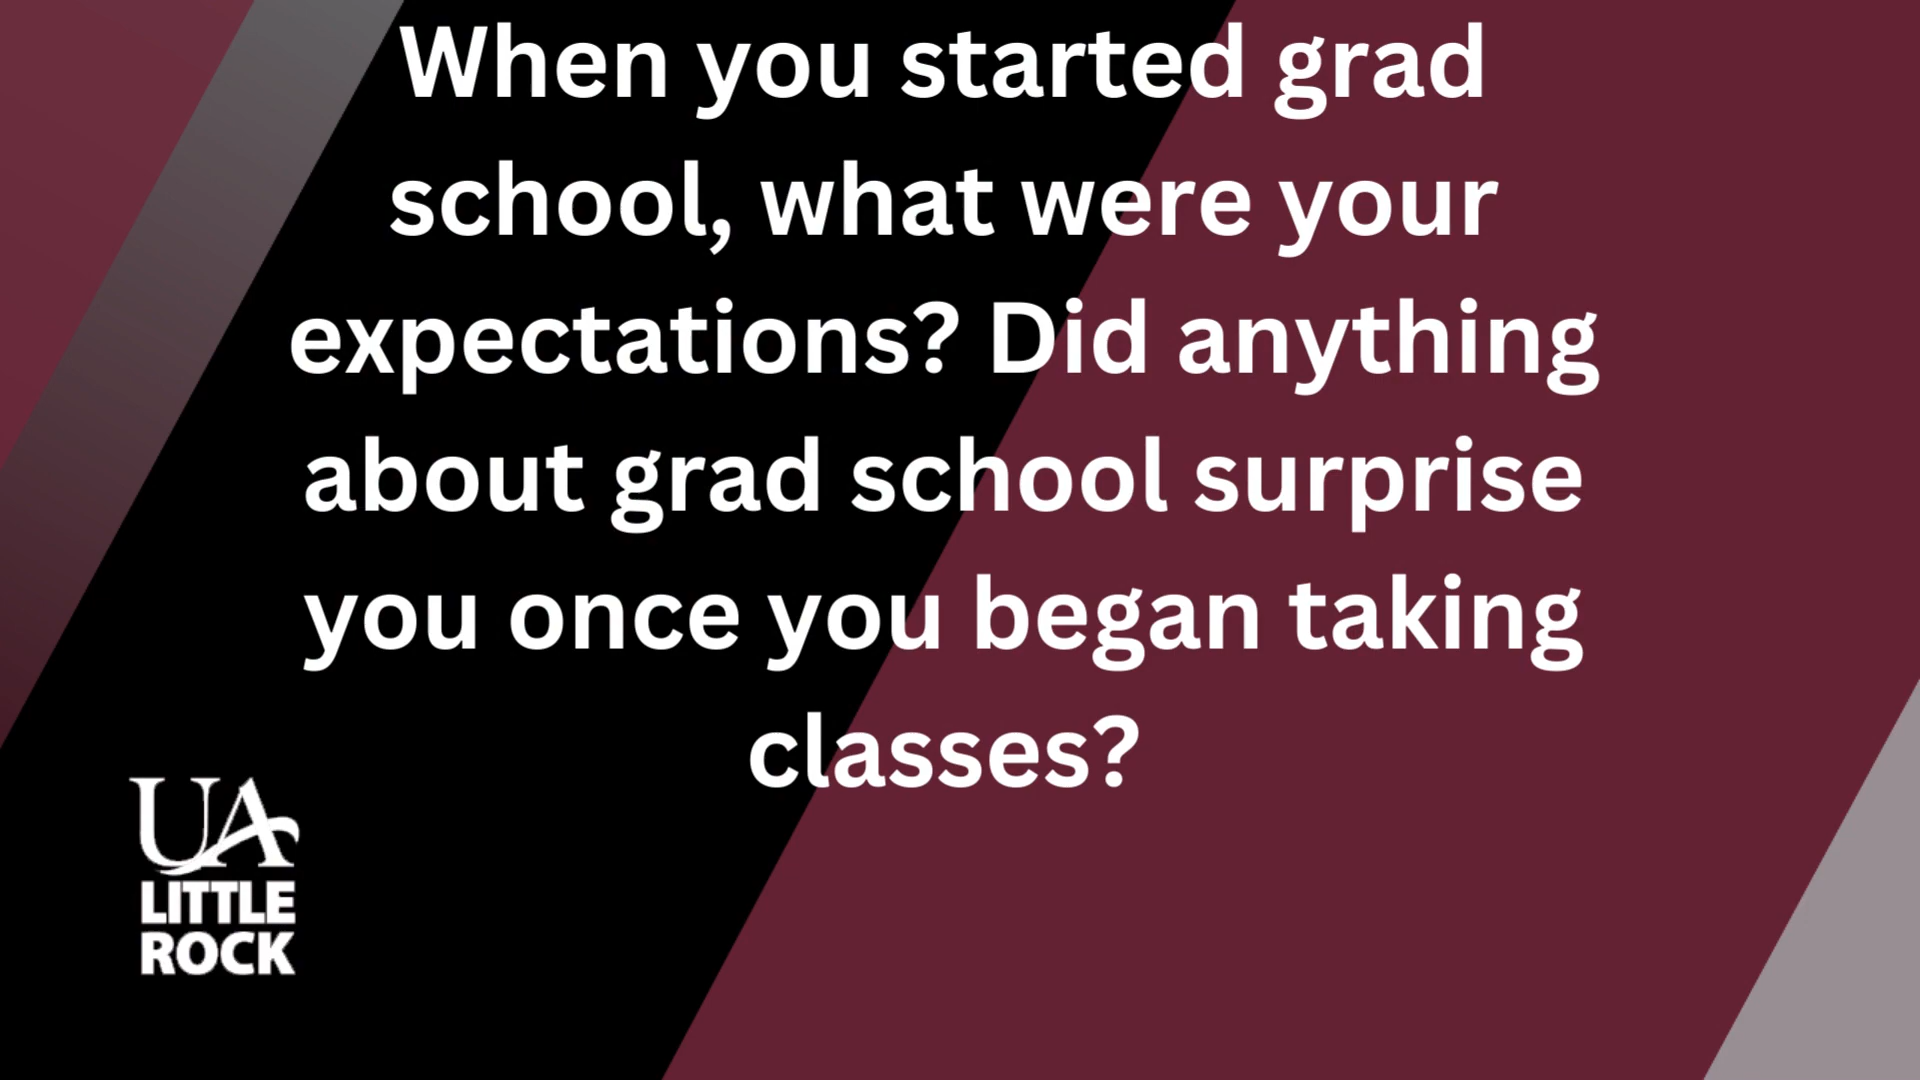 When you started grad
school, what were your
expectations? Did anything
about grad school surprise
you once you began taking
classes?
UA
LITTLE
ROCK